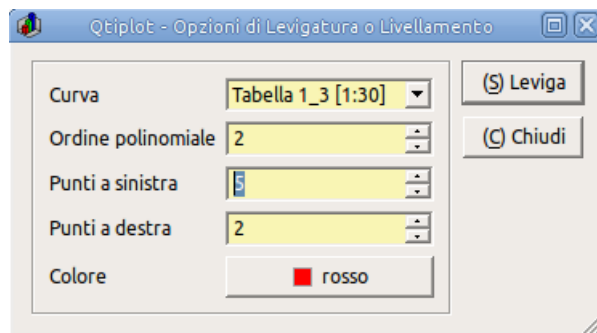 Qtiplot - Opzioni di Levigatura o Livellamento
Curva Tabella 1_3 [1:30] (S) Leviga
Ordine polinomiale 2 (C) Chiudi
Punti a sinistra 5
Punti a destra 2
Colore rosso